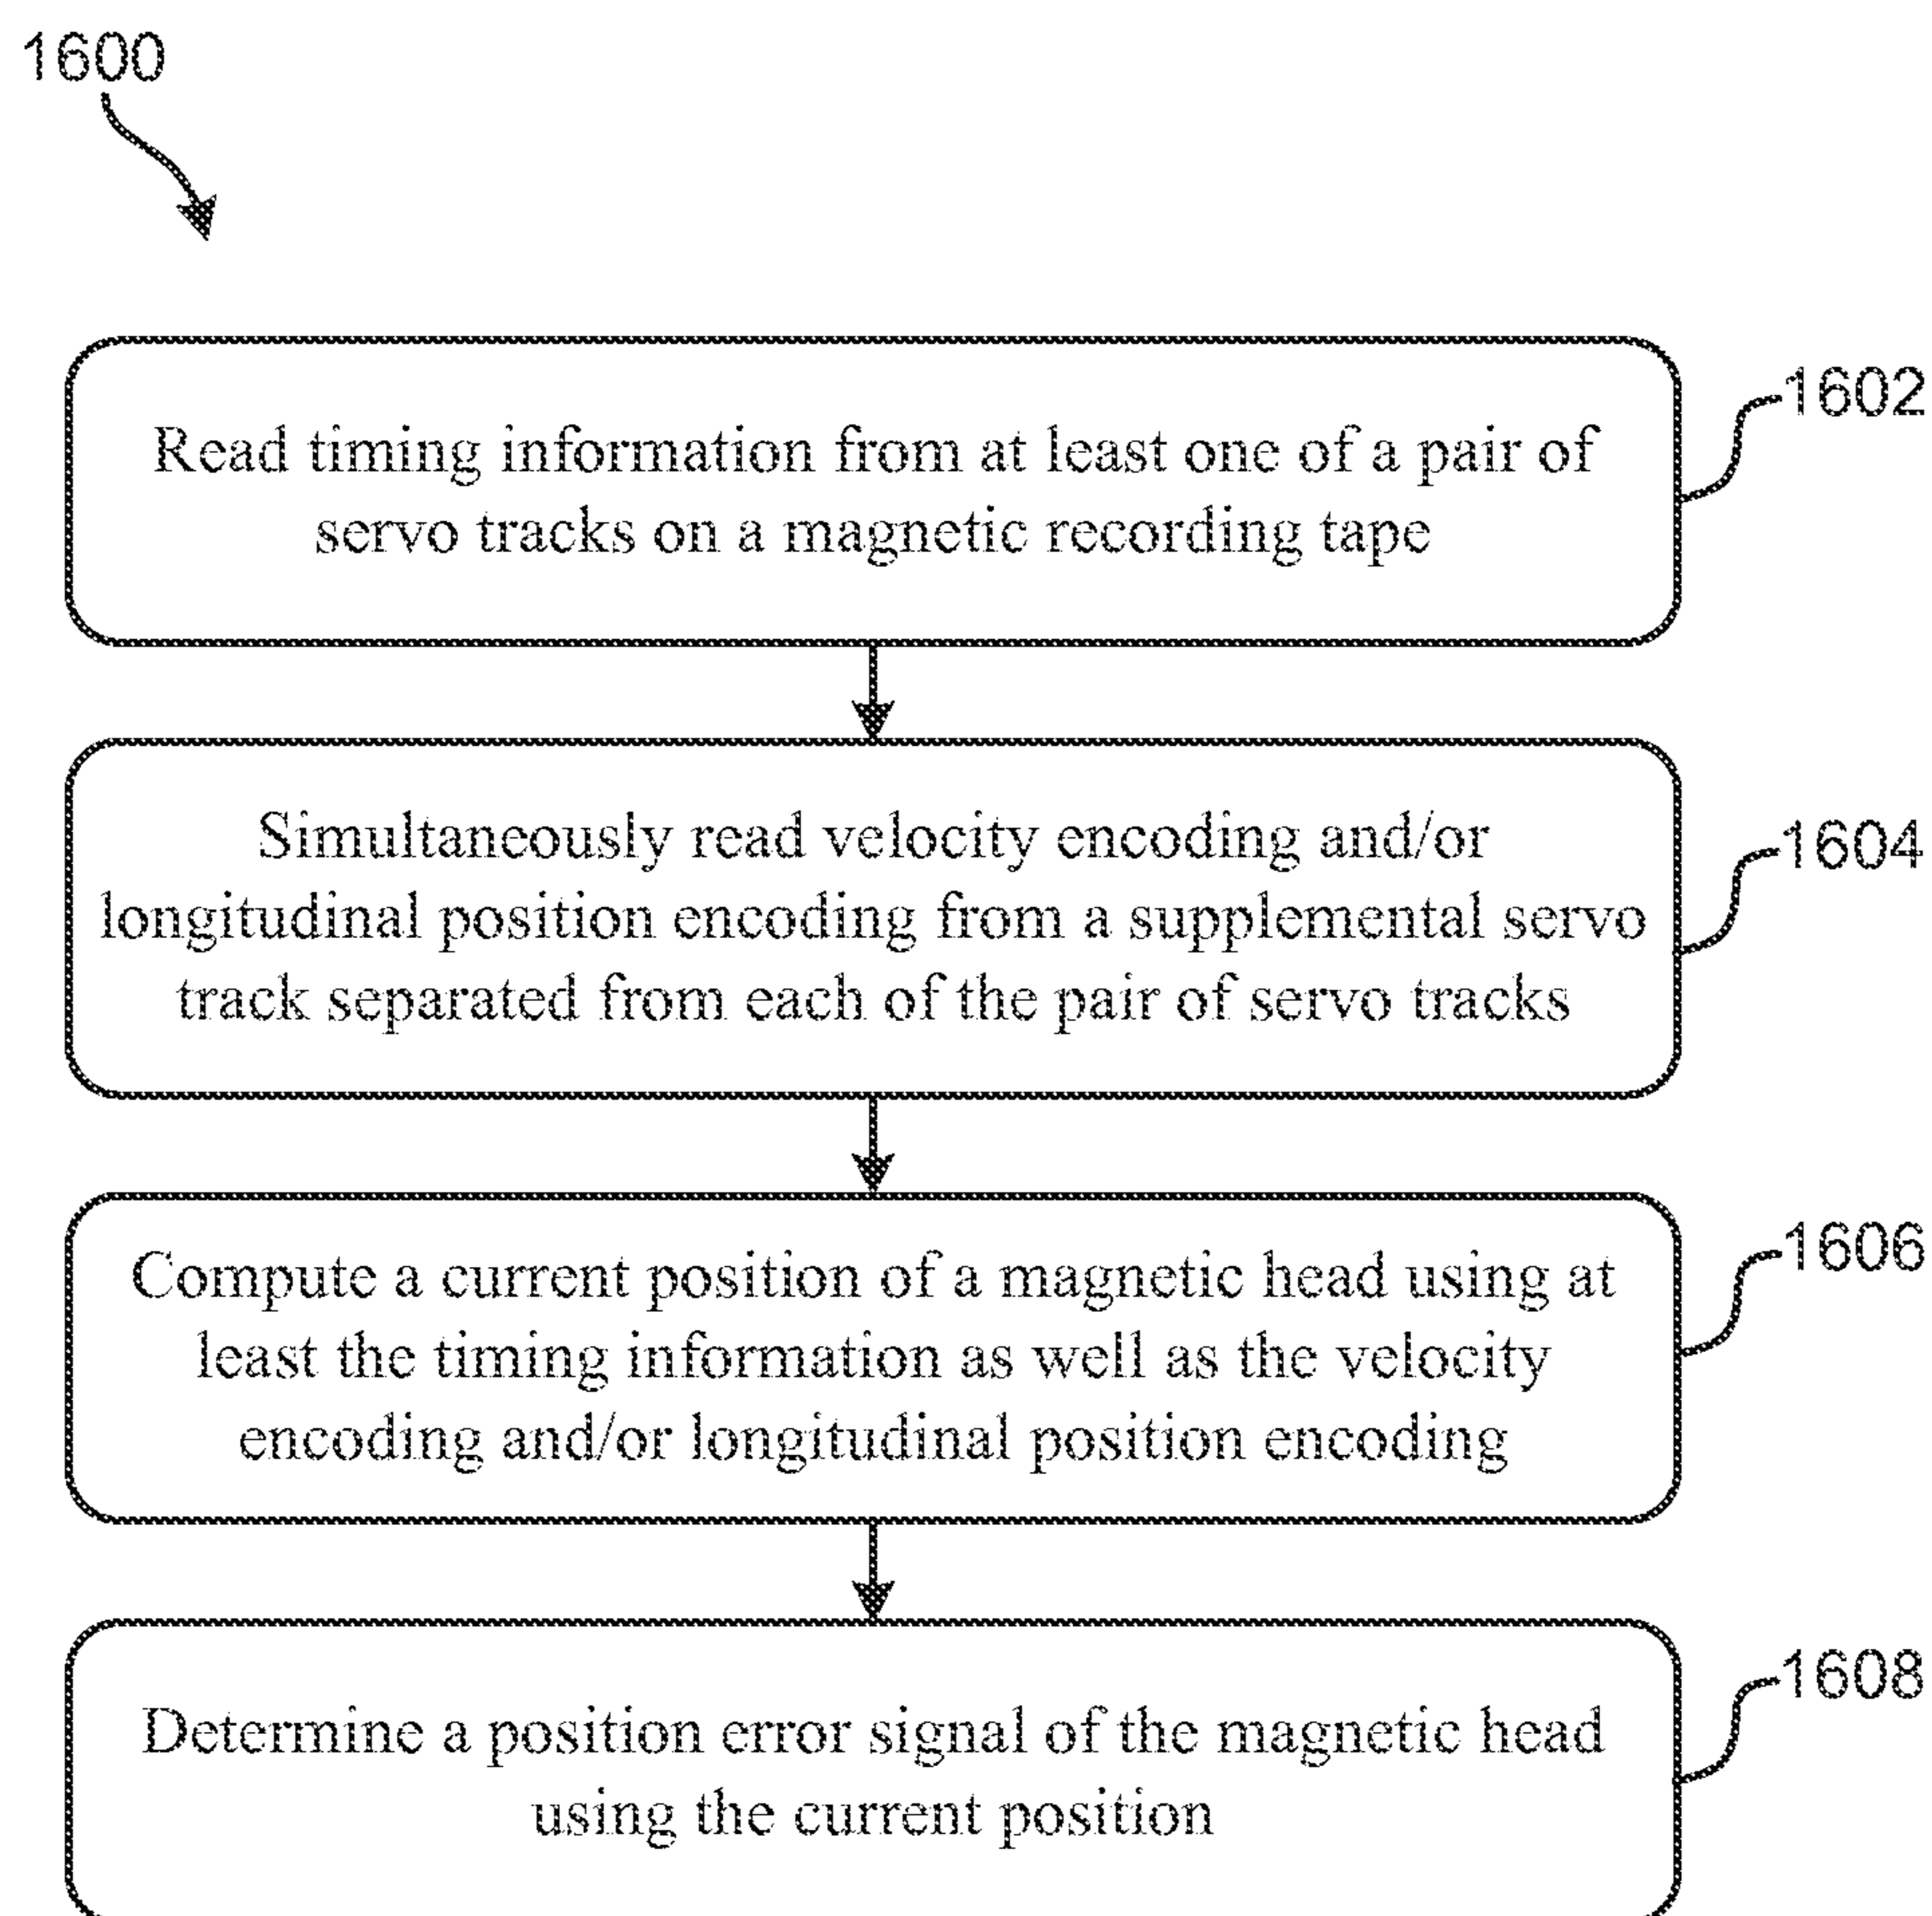 1600
1602
Read timing information from at least one of a pair of
servo tracks on a magnetic recording tape
1604
Simultaneously read velocity encoding and/or
longitudinal position encoding from a supplemental servo
track separated from each of the pair of servo tracks
1606
Compute a current position of a magnetic head using at
least the timing information as well as the velocity
encoding and/or longitudinal position encoding
1608
Determine a position error signal of the magnetic head
using the current position